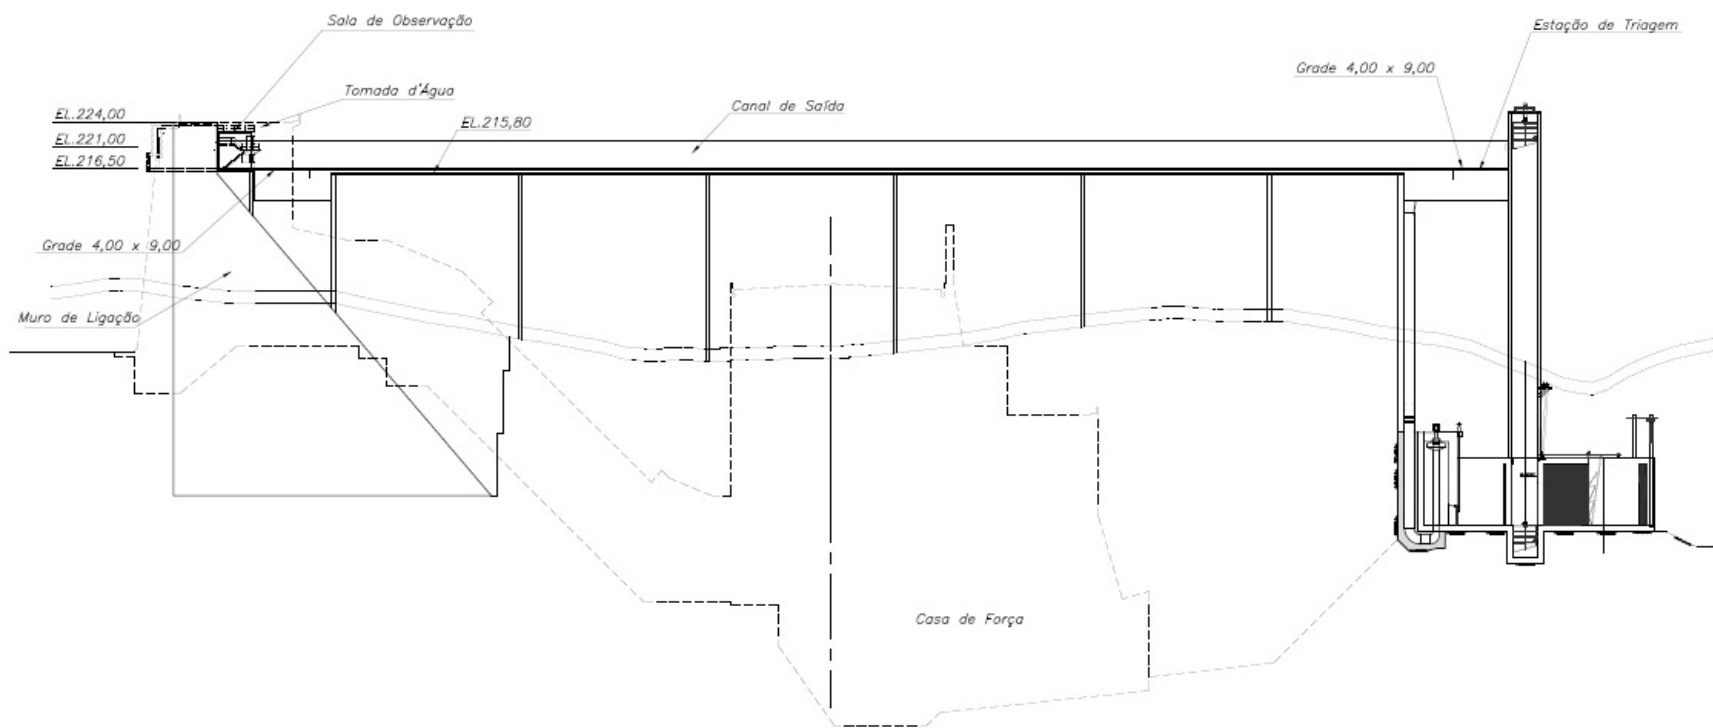 Sala de Observação
Estação de Triagem
Grade 4,00 x 9,00
Tomada d'Água
Canal de Saída
EL.224,00
EL.215,80
EL.221,00
EL.216,50
Grade 4,00 x 9,00
Muro de Ligação
Casa de Força